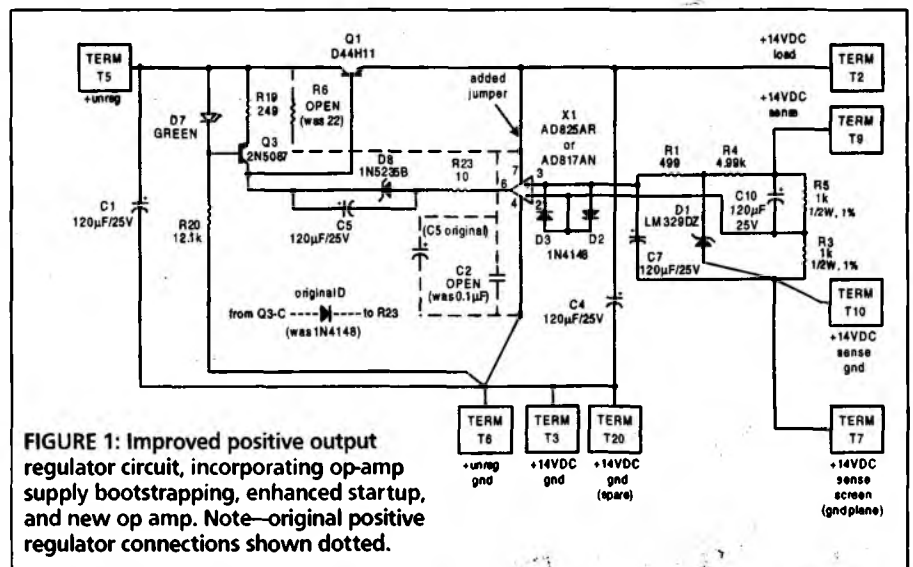 TERM
T5
+unreg
Q1
D44H11
R6
OPEN
(was 22)
R19
249
D7
GREEN
Q3
2N5087
added
jumper
X1
AD825AR
or
AD817AN
+14VDC
load
TERM
T2
+14VDC
sense
TERM
T9
D8
1N5235B
R23
10
7
3
6
2
4
R1
499
R4
4.99k
C1
120µF/25V
R20
12.1k
C5
120µF/25V
(C5 original)
C2
OPEN
(was 0.1µF)
D3
D2
1N4148
D1
LM329DZ
C10
120µF
25V
R5
1k
1/2W, 1%
R3
1k
1/2W, 1%
C7
120µF/25V
C4
120µF/25V
original D
from Q3-C
to R23
(was 1N4148)
TERM
T10
+14VDC
sense
gnd
TERM
T6
+unreg
gnd
TERM
T3
+14VDC
gnd
TERM
T20
+14VDC
gnd
(spare)
TERM
T7
+14VDC
sense
screen
(gndplane)
FIGURE 1: Improved positive output
regulator circuit, incorporating op-amp
supply bootstrapping, enhanced startup,
and new op amp. Note—original positive
regulator connections shown dotted.